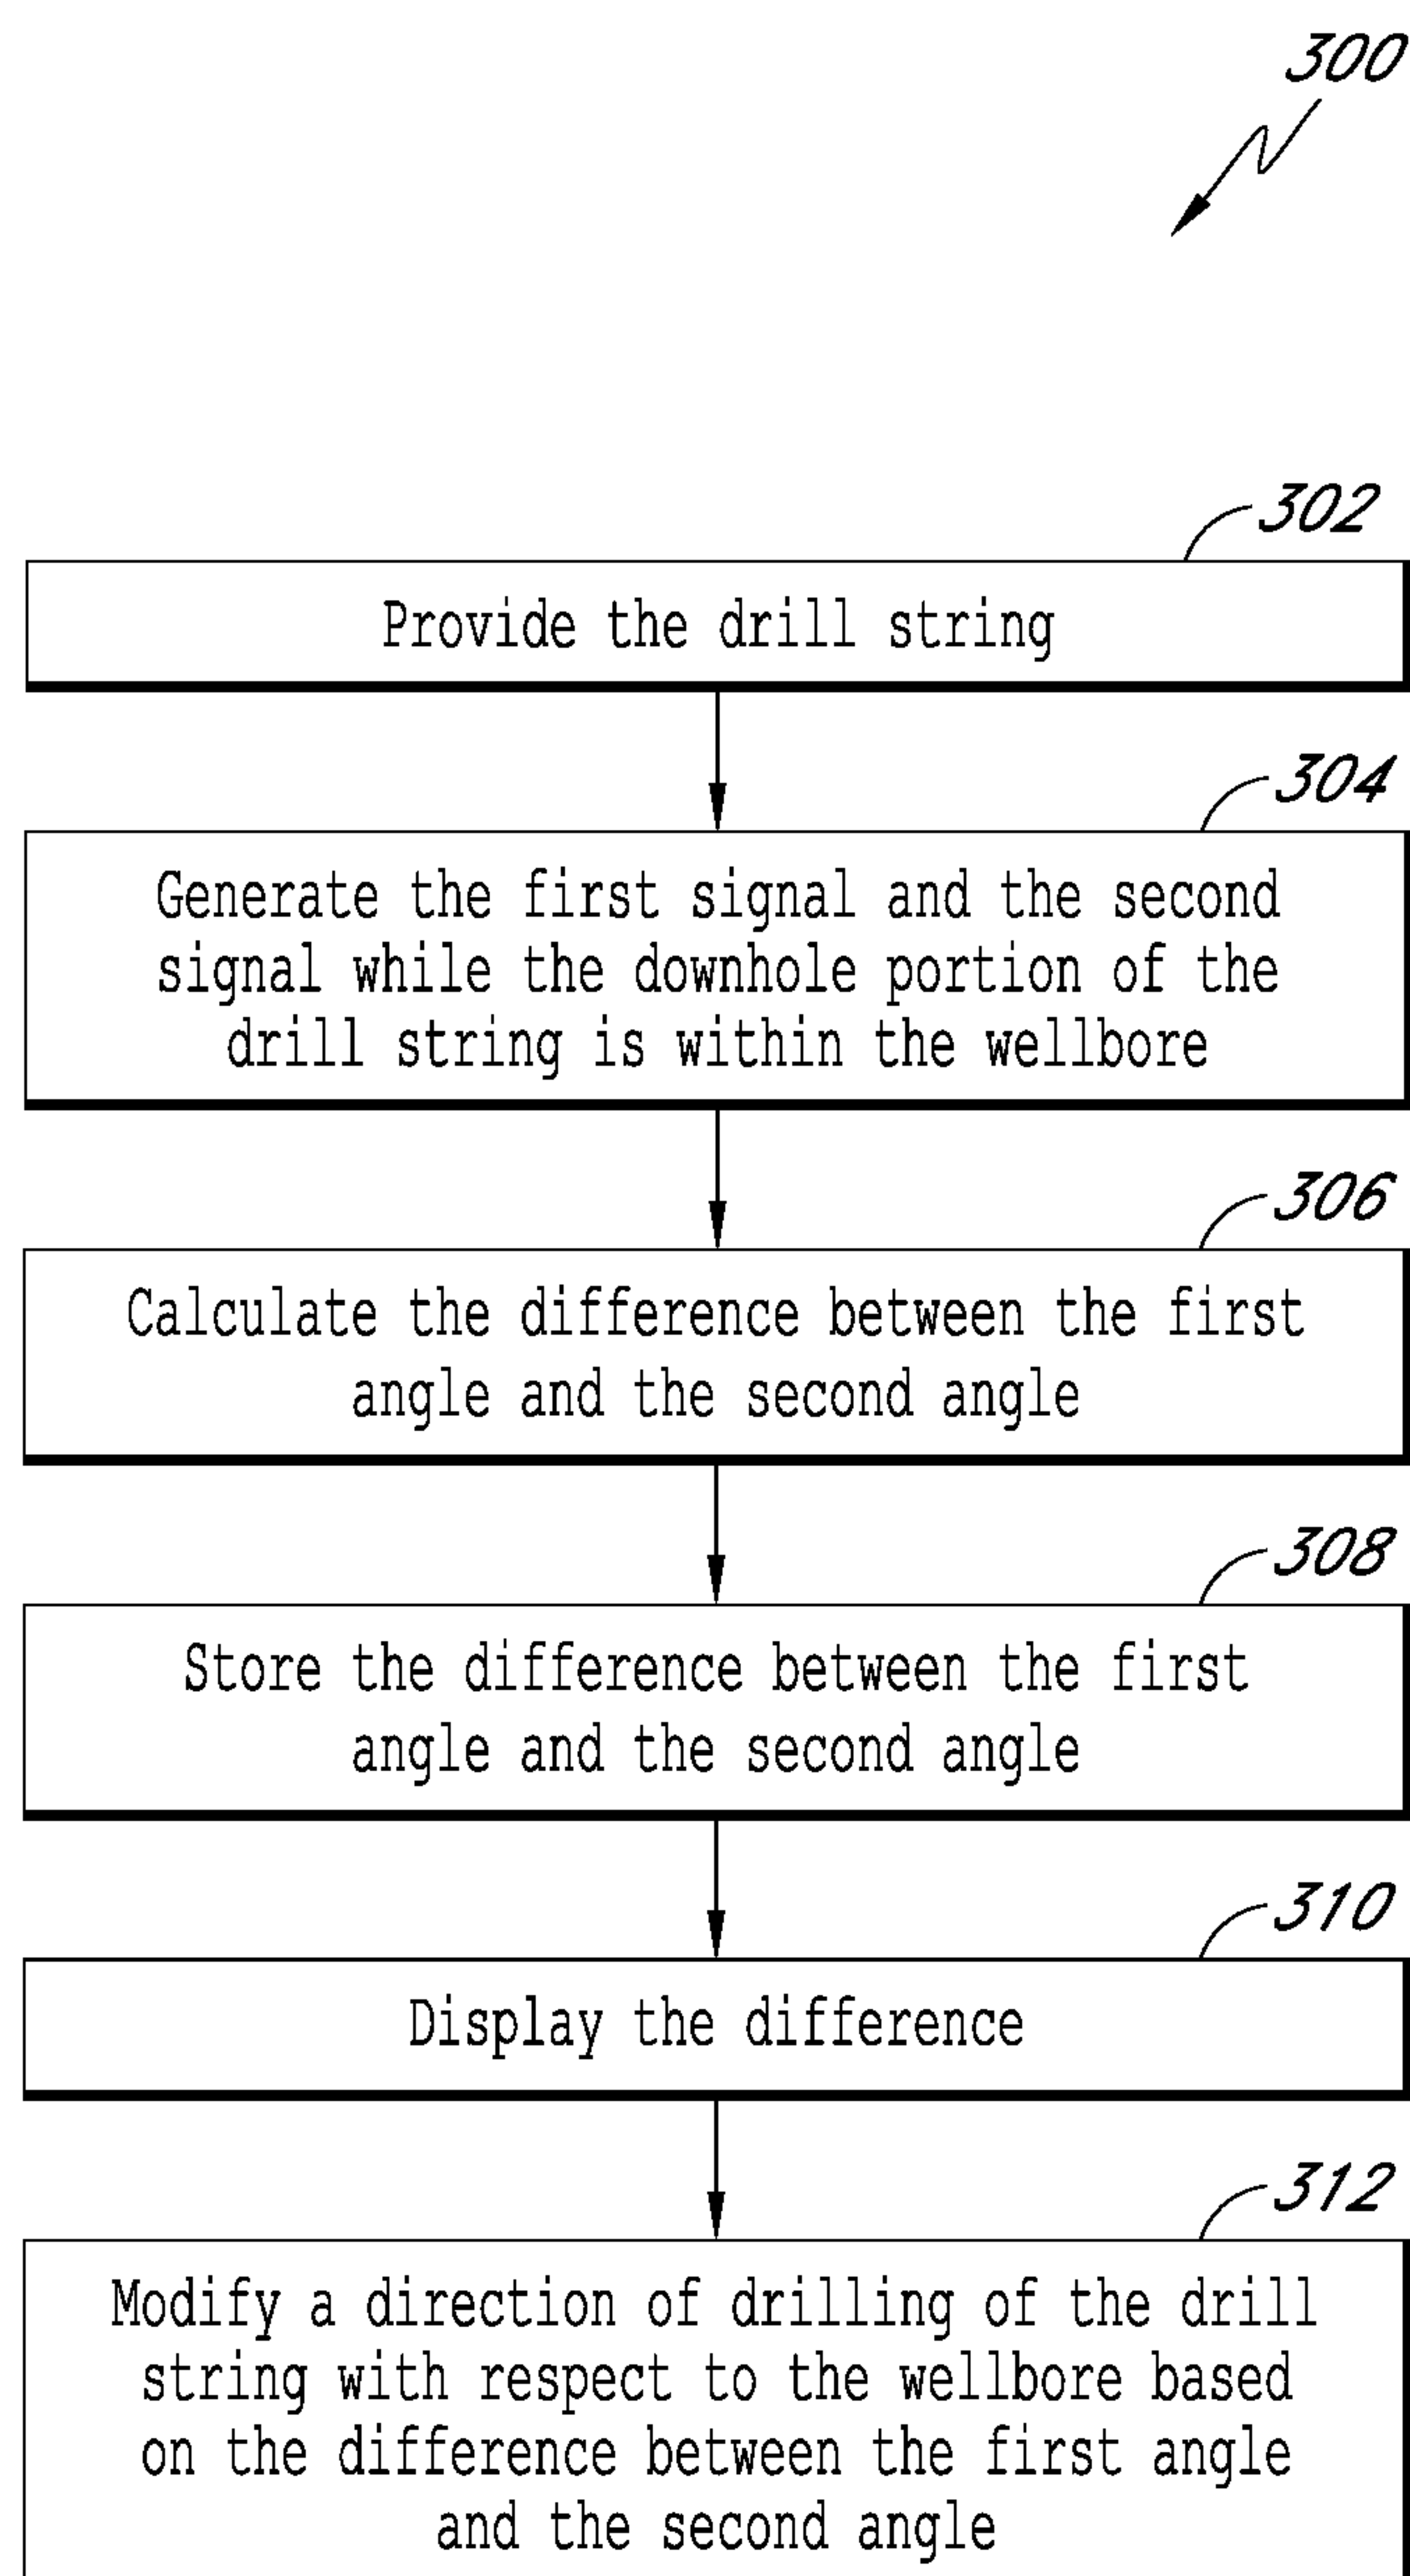 300
302
Provide the drill string
304
Generate the first signal and the second
signal while the downhole portion of the
drill string is within the wellbore
306
Calculate the difference between the first
angle and the second angle
308
Store the difference between the first
angle and the second angle
310
Display the difference
312
Modify a direction of drilling of the drill
string with respect to the wellbore based
on the difference between the first angle
and the second angle